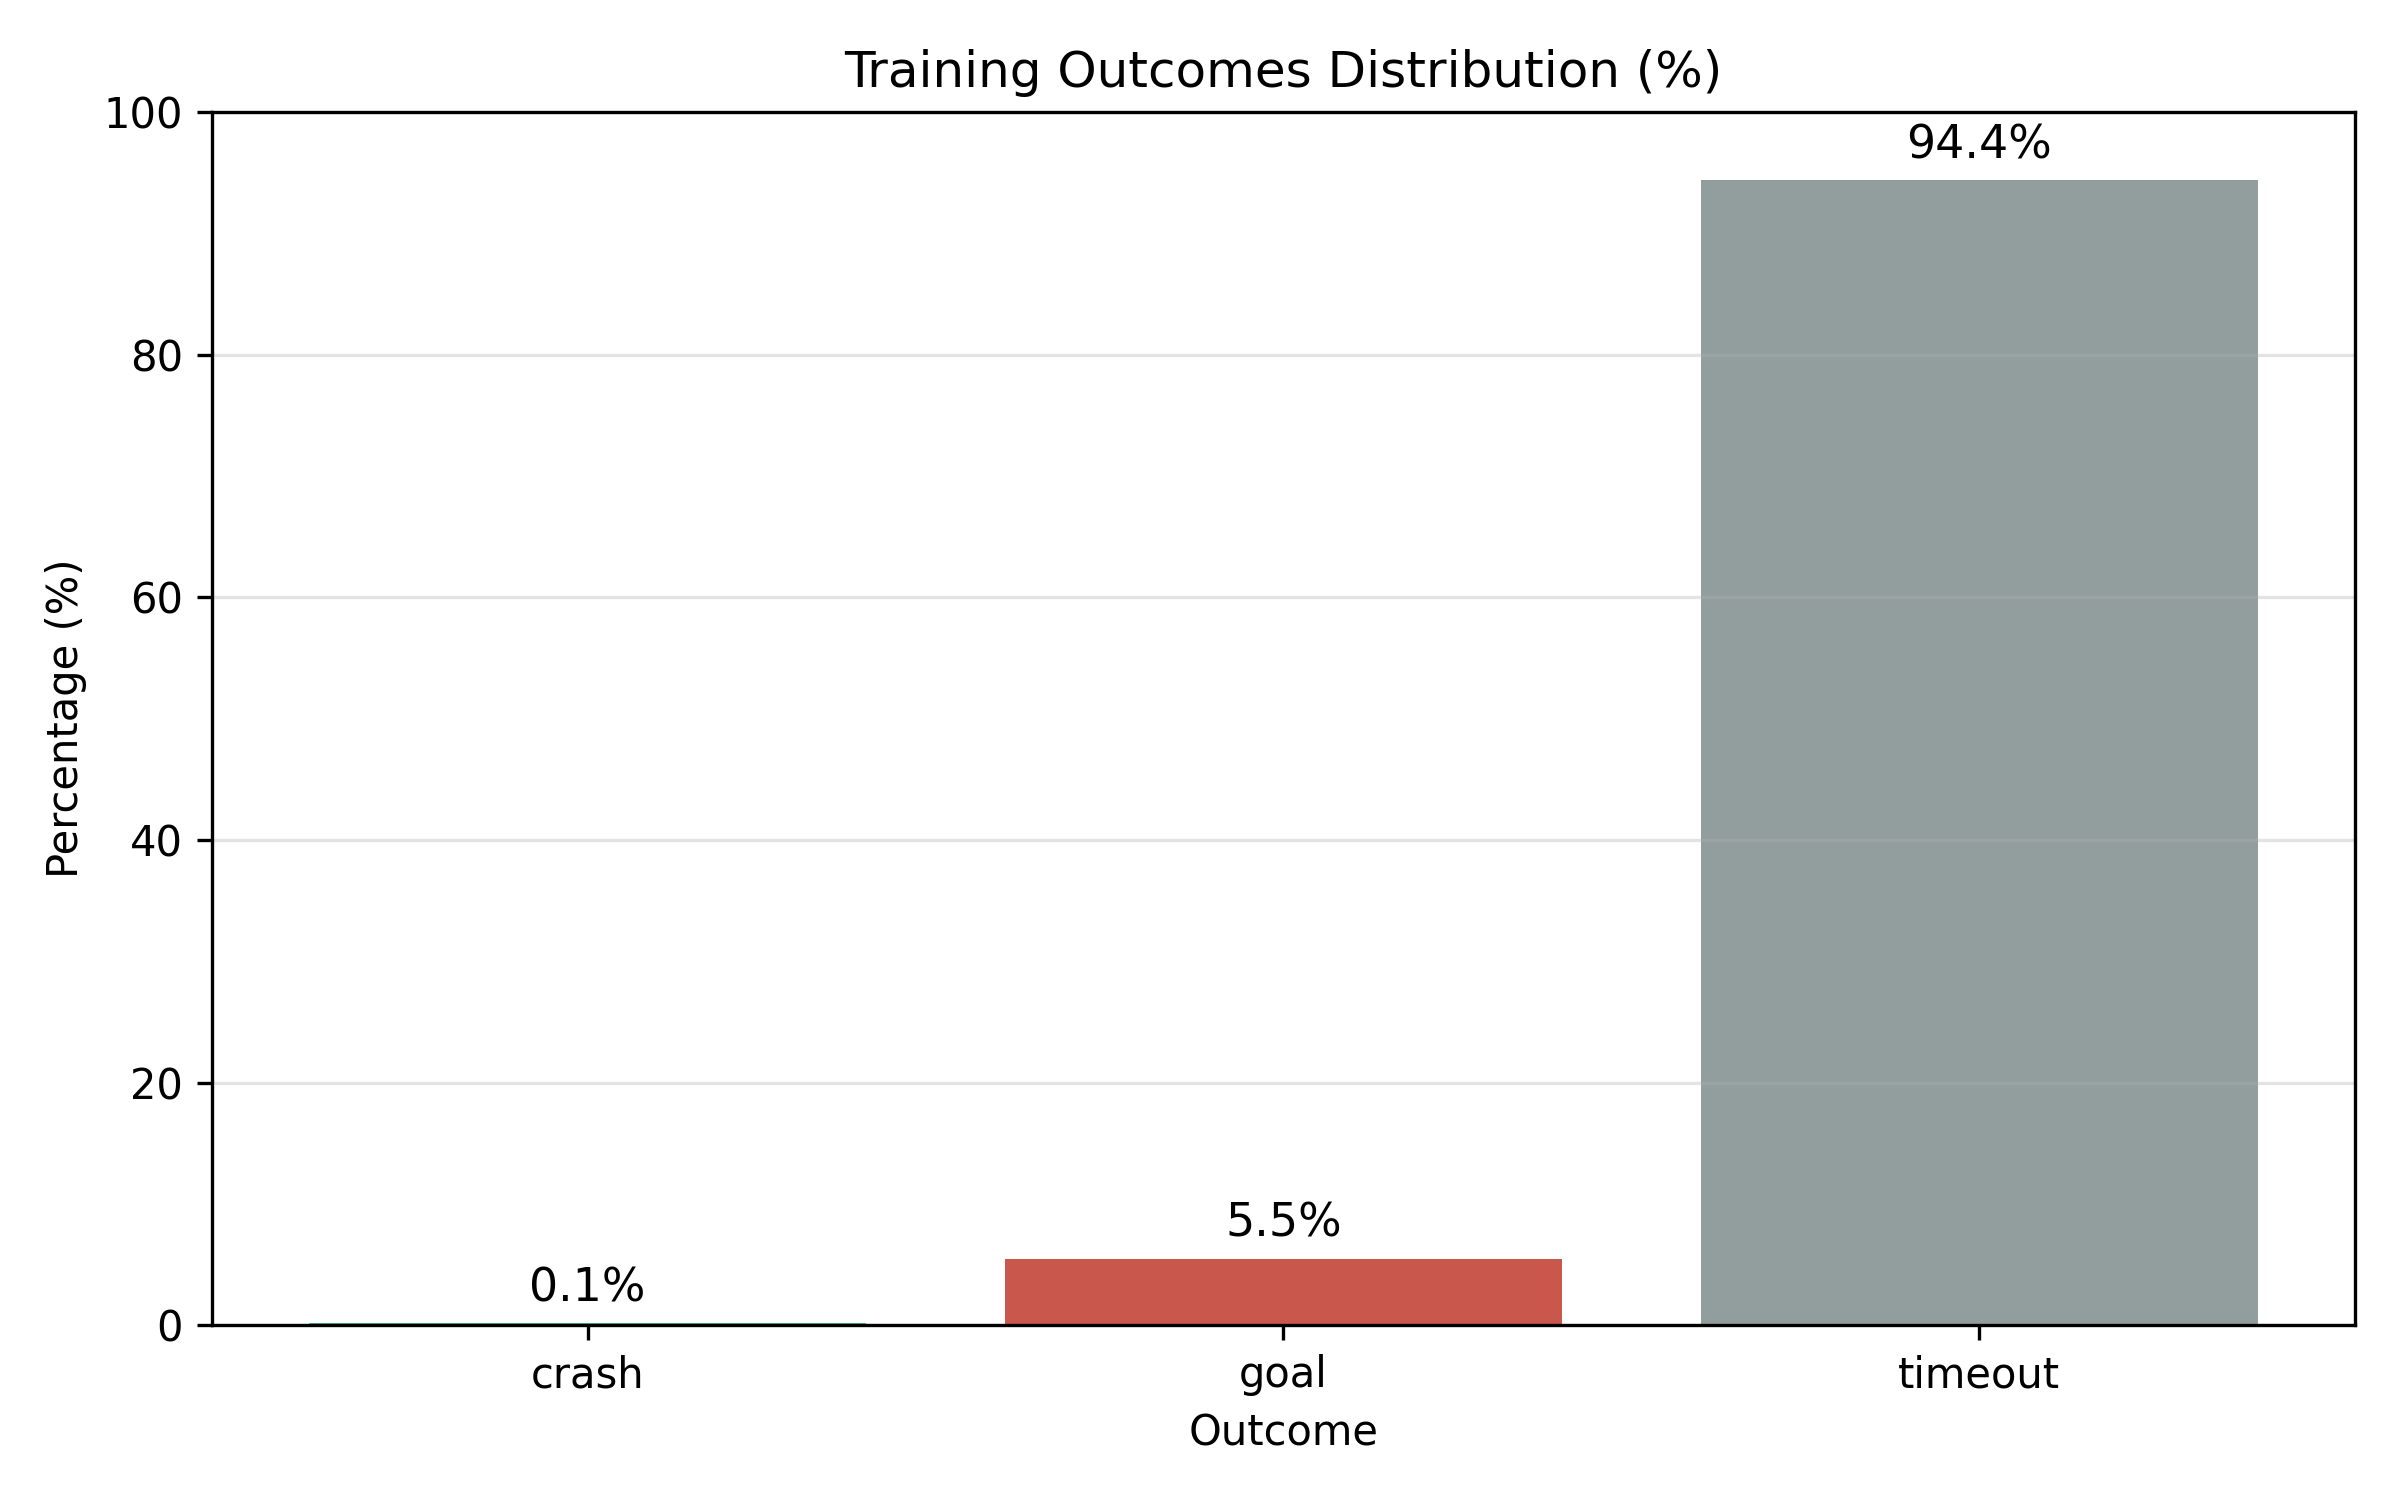 Training Outcomes Distribution (%)
100
80
60
40
20
0
Percentage (%)
0.1%
5.5%
94.4%
crash
goal
timeout
Outcome